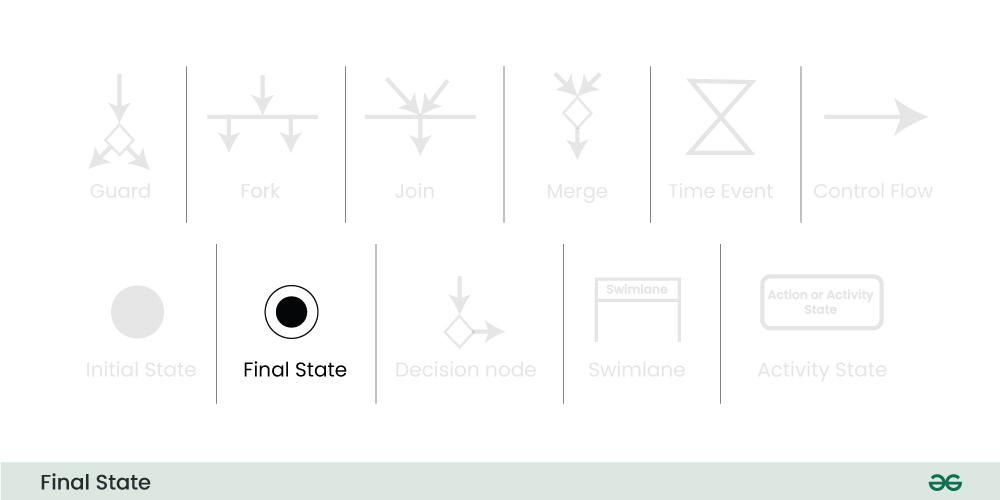 Guard
Fork
Join
Merge
Time Event
Control Flow
Swimlane
Action or Activity
State
Initial State
Final State
Decision node
Swimlane
Activity State
Final State